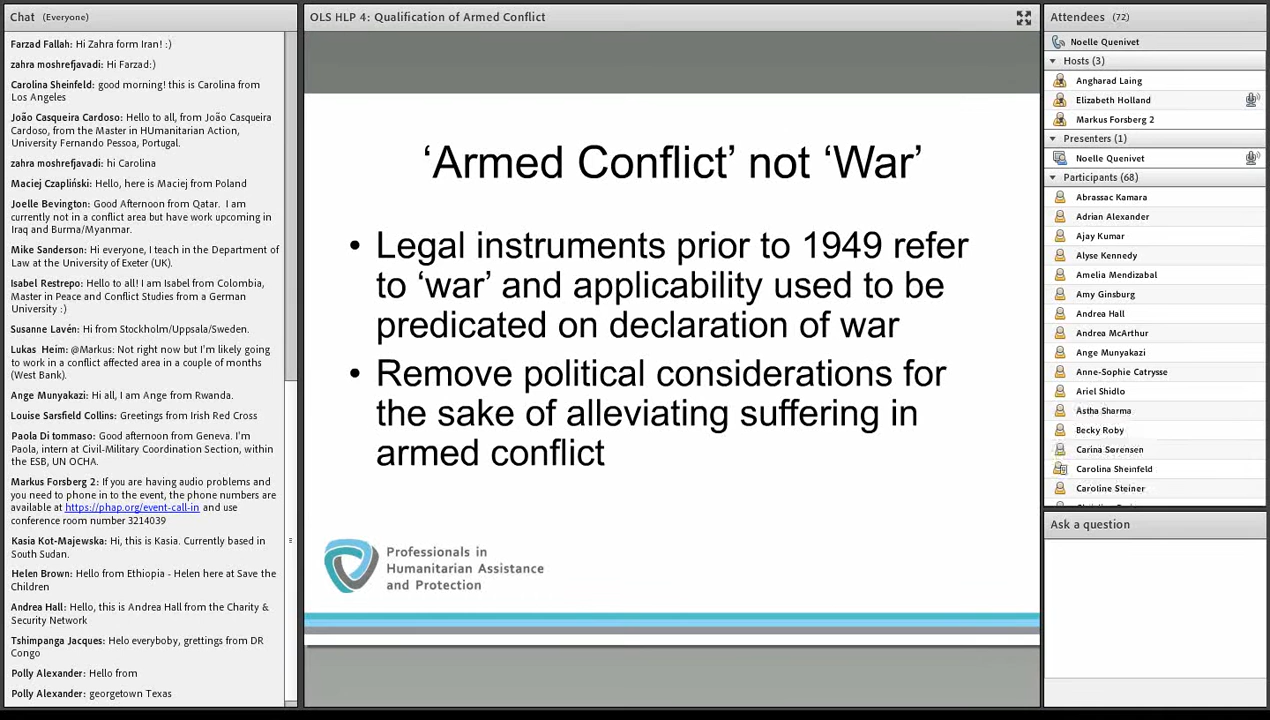 Chat (Everyone)
Farzad Fallah: Hi Zahra form Iran! :)
zahra moshrefjavadi: Hi Farzad:)
Carolina Sheinfeld: good morning! this is Carolina from
Los Angeles
João Casqueira Cardoso: Hello to all, from João Casqueira
Cardoso, from the Master in HUmanitarian Action,
University Fernando Pessoa, Portugal.
zahra moshrefjavadi: hi Carolina
Maciej Czapliński: Hello, here is Maciej from Poland
Joelle Bevington: Good Afternoon from Qatar. I am
currently not in a conflict area but have work upcoming in
Iraq and Burma/Myanmar.
Mike Sanderson: Hi everyone, I teach in the Department of
Law at the University of Exeter (UK).
Isabel Restrepo: Hello to all! I am Isabel from Colombia,
Master in Peace and Conflict Studies from a German
University :)
Susanne Lavén: Hi from Stockholm/Uppsala/Sweden.
Lukas Heim: @Markus: Not right now but I'm likely going
to work in a conflict affected area in a couple of months
(West Bank).
Ange Munyakazi: Hi all, I am Ange from Rwanda.
Louise Sarsfield Collins: Greetings from Irish Red Cross
Paola Di tommaso: Good afternoon from Geneva. I'm
Paola, intern at Civil-Military Coordination Section, within
the ESB, UN OCHA.
Markus Forsberg 2: If you are having audio problems and
you need to phone in to the event, the phone numbers are
available at https://phap.org/event-call-in and use
conference room number 3214039
Kasia Kot-Majewska: Hi, this is Kasia. Currently based in
South Sudan.
Helen Brown: Hello from Ethiopia - Helen here at Save the
Children
Andrea Hall: Hello, this is Andrea Hall from the Charity &
Security Network
Tshimpanga Jacques: Helo everyboby, grettings from DR
Congo
Polly Alexander: Hello from
Polly Alexander: georgetown Texas
OLS HLP 4: Qualification of Armed Conflict
‘Armed Conflict’ not ‘War’
• Legal instruments prior to 1949 refer
to ‘war’ and applicability used to be
predicated on declaration of war
• Remove political considerations for
the sake of alleviating suffering in
armed conflict
Professionals in
Humanitarian Assistance
and Protection
Attendees (72)
Noelle Quenivet
Hosts (3)
Angharad Laing
Elizabeth Holland
Markus Forsberg 2
Presenters (1)
Noelle Quenivet
Participants (68)
Abrassac Kamara
Adrian Alexander
Ajay Kumar
Alyse Kennedy
Amelia Mendizabal
Amy Ginsburg
Andrea Hall
Andrea McArthur
Ange Munyakazi
Anne-Sophie Catrysse
Ariel Shidlo
Astha Sharma
Becky Roby
Carina Sørensen
Carolina Sheinfeld
Caroline Steiner
Ask a question